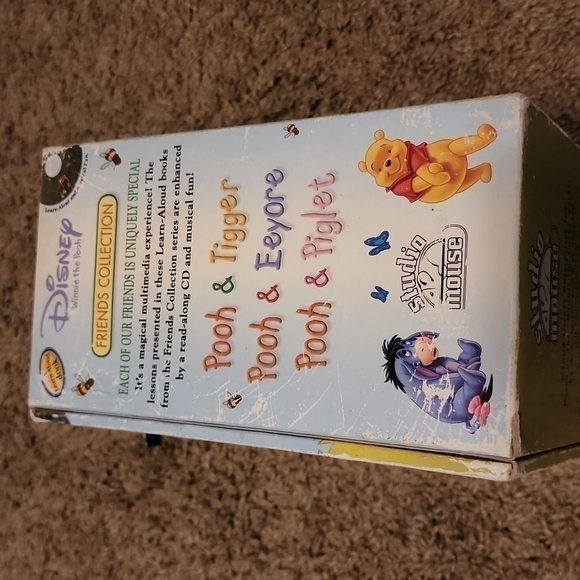 DISNEY
Winnie the Pooh
FRIENDS COLLECTION
EACH OF OUR FRIENDS IS UNIQUELY SPECIAL
It's a magical multimedia experience! The
lessons presented in these Learn-Aloud books
from the Friends Collection series are enhanced
by a read-along CD and musical fun!
Pooh & Tigger
Pooh & Eeyore
Pooh & Piglet
studio
mouse
studio
mouse